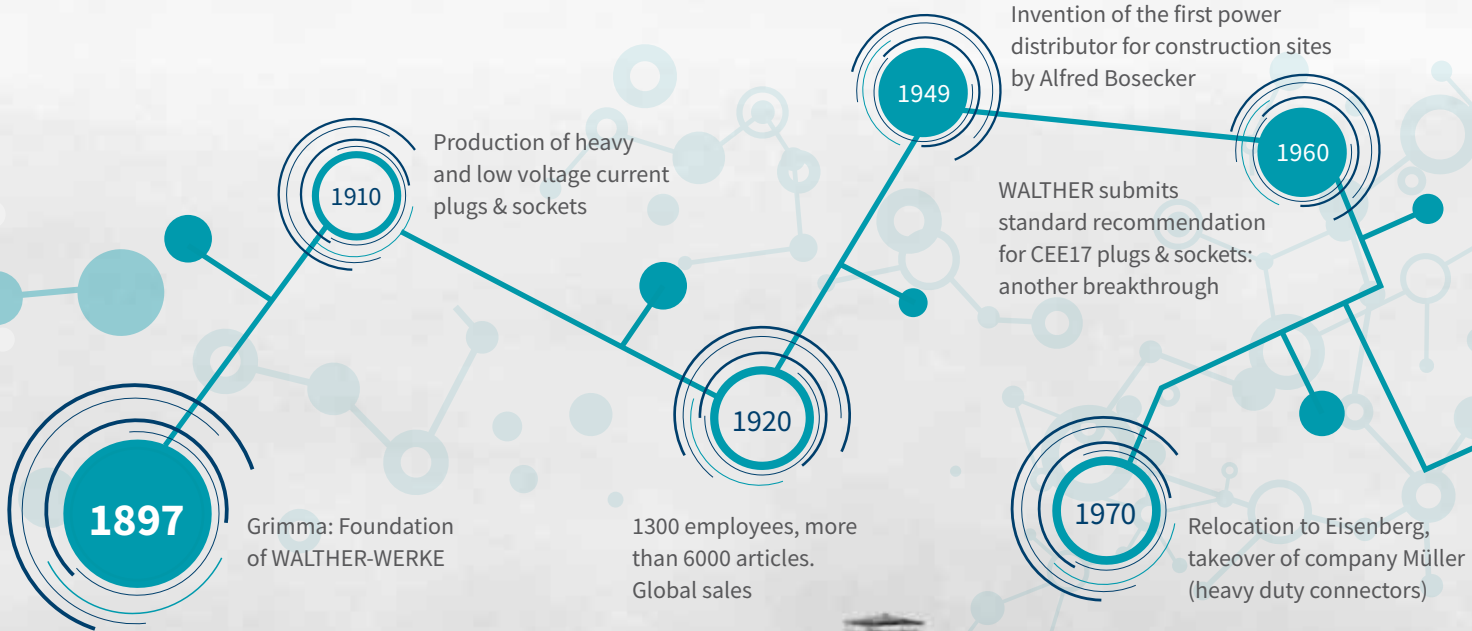 1897
Grimma: Foundation
of WALTHER-WERKE
1910
Production of heavy
and low voltage current
plugs & sockets
1920
1300 employees, more
than 6000 articles.
Global sales
1949
Invention of the first power
distributor for construction sites
by Alfred Bosecker
1960
WALTHER submits
standard recommendation
for CEE17 plugs & sockets:
another breakthrough
1970
Relocation to Eisenberg,
takeover of company Müller
(heavy duty connectors)